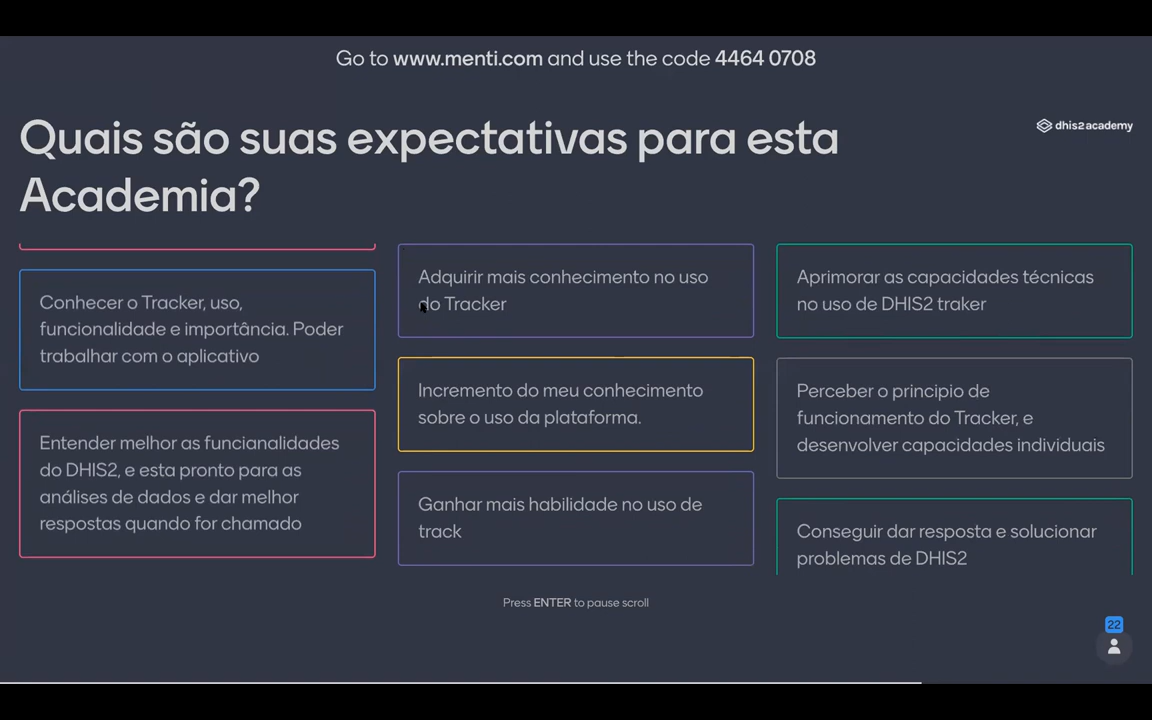 Go to www.menti.com and use the code 4464 0708
Quais são suas expectativas para esta
Academia?
dhis2 academy
Conhecer o Tracker, uso,
funcionalidade e importância. Poder
trabalhar com o aplicativo
Entender melhor as funcianalidades
do DHIS2, e esta pronto para as
análises de dados e dar melhor
respostas quando for chamado
Adquirir mais conhecimento no uso
do Tracker
Incremento do meu conhecimento
sobre o uso da plataforma.
Ganhar mais habilidade no uso de
track
Aprimorar as capacidades técnicas
no uso de DHIS2 traker
Perceber o principio de
funcionamento do Tracker, e
desenvolver capacidades individuais
Conseguir dar resposta e solucionar
problemas de DHIS2
Press ENTER to pause scroll
22